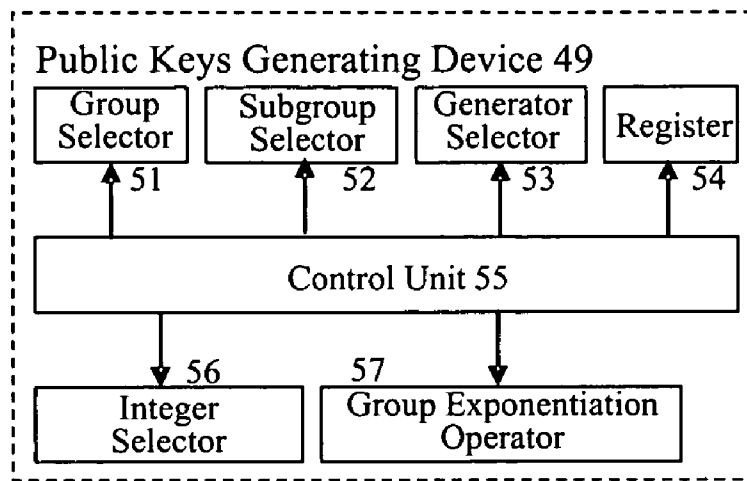 Public Keys Generating Device 49
Group
Selector
51
Subgroup
Selector
52
Generator
Selector
53
Register
54
Control Unit 55
56
Integer
Selector
57
Group Exponentiation
Operator